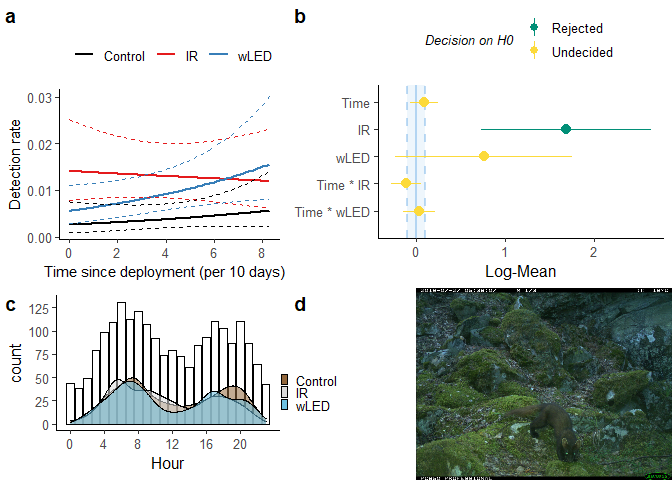 a
Control IR wLED
Detection rate
0.03
0.02
0.01
0.00
0 2 4 6 8
Time since deployment (per 10 days)
b
Decision on H0
Rejected
Undecided
Time
IR
wLED
Time * IR
Time * wLED
0 1 2
Log-Mean
c
count
125
100
75
50
25
0
0 4 8 12 16 20
Hour
Control
IR
wLED
d
PC850 PROFESSIONAL